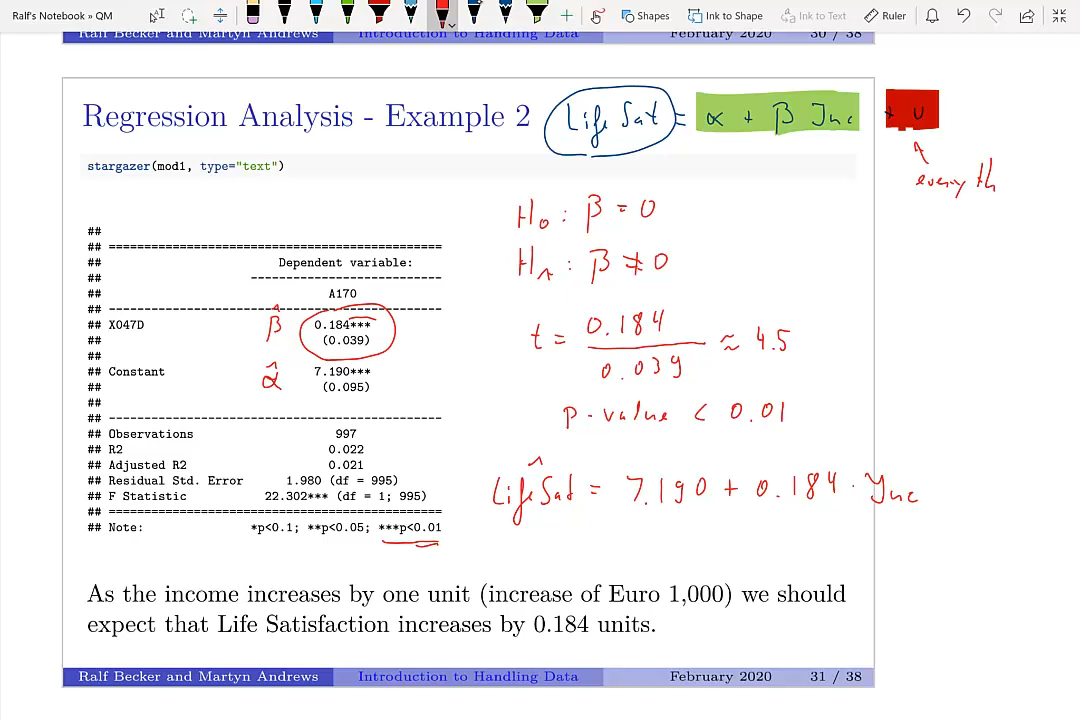 Ralf's Notebook » QM
Shapes
Ink to Shape
Ink to Text
Ruler
Ralf Becker and Martyn Andrews Introduction to Handling Data February 2020 30 / 38
Regression Analysis - Example 2
Life Sat = α + β Inc + u
every th
stargazer(mod1, type="text")
##
## ===========================================
## Dependent variable:
## -------------------------
## A170
## -------------------------------------------
## X047D 0.184***
## (0.039)
##
## Constant 7.190***
## (0.095)
##
## -------------------------------------------
## Observations 997
## R2 0.022
## Adjusted R2 0.021
## Residual Std. Error 1.980 (df = 995)
## F Statistic 22.302*** (df = 1; 995)
## ===========================================
## Note: *p<0.1; **p<0.05; ***p<0.01
β̂
α̂
H0 : β = 0
H1 : β ≠ 0
t = 0.184 / 0.039 ≈ 4.5
p-value < 0.01
LifeSat^ = 7.190 + 0.184 · Inc
As the income increases by one unit (increase of Euro 1,000) we should
expect that Life Satisfaction increases by 0.184 units.
Ralf Becker and Martyn Andrews Introduction to Handling Data February 2020 31 / 38